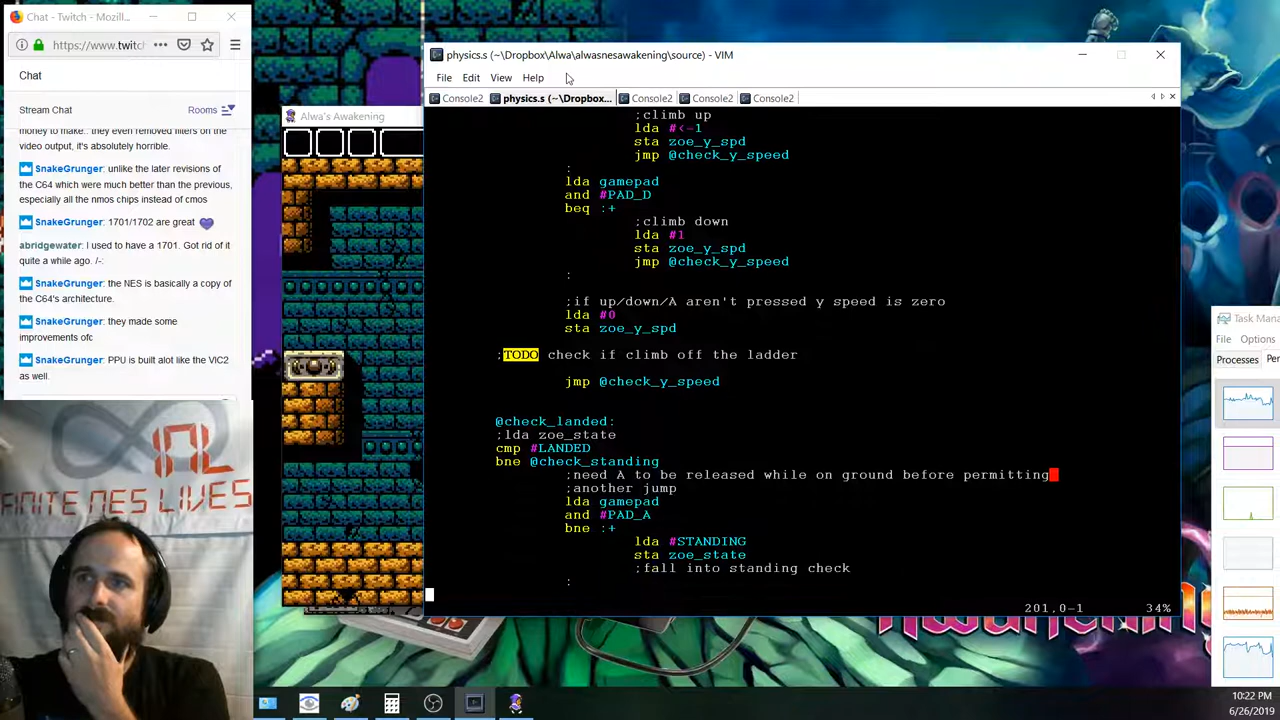 Chat - Twitch - Mozill...
https://www.twitc
Chat
Stream Chat
Rooms
money to make.. they even removed filters on the
video output, it's absolutely horrible.
SnakeGrunger: unlike the later revisions of
the C64 which were much better than the previous,
especially all the nmos chips instead of cmos
SnakeGrunger: 1701/1702 are great
abridgewater: I used to have a 1701. Got rid of it
quite a while ago. /-:
SnakeGrunger: the NES is basically a copy of
the C64's architecture.
SnakeGrunger: they made some
improvements ofc
SnakeGrunger: PPU is built alot like the VIC2
as well.
INL
FINITE NES LIVES
Alwa's Awakening
physics.s (~\Dropbox\Alwa\alwasnesawakening\source) - VIM
File Edit View Help
Console2 physics.s (~\Dropbox... Console2 Console2 Console2
;climb up
lda #<-1
sta zoe_y_spd
jmp @check_y_speed
:
lda gamepad
and #PAD_D
beq :+
;climb down
lda #1
sta zoe_y_spd
jmp @check_y_speed
:
;if up/down/A aren't pressed y speed is zero
lda #0
sta zoe_y_spd
;TODO check if climb off the ladder
jmp @check_y_speed
@check_landed:
;lda zoe_state
cmp #LANDED
bne @check_standing
;need A to be released while on ground before permitting
;another jump
lda gamepad
and #PAD_A
bne :+
lda #STANDING
sta zoe_state
;fall into standing check
:
201,0-1 34%
Task Mana
File Options
Processes Per
10:22 PM
6/26/2019